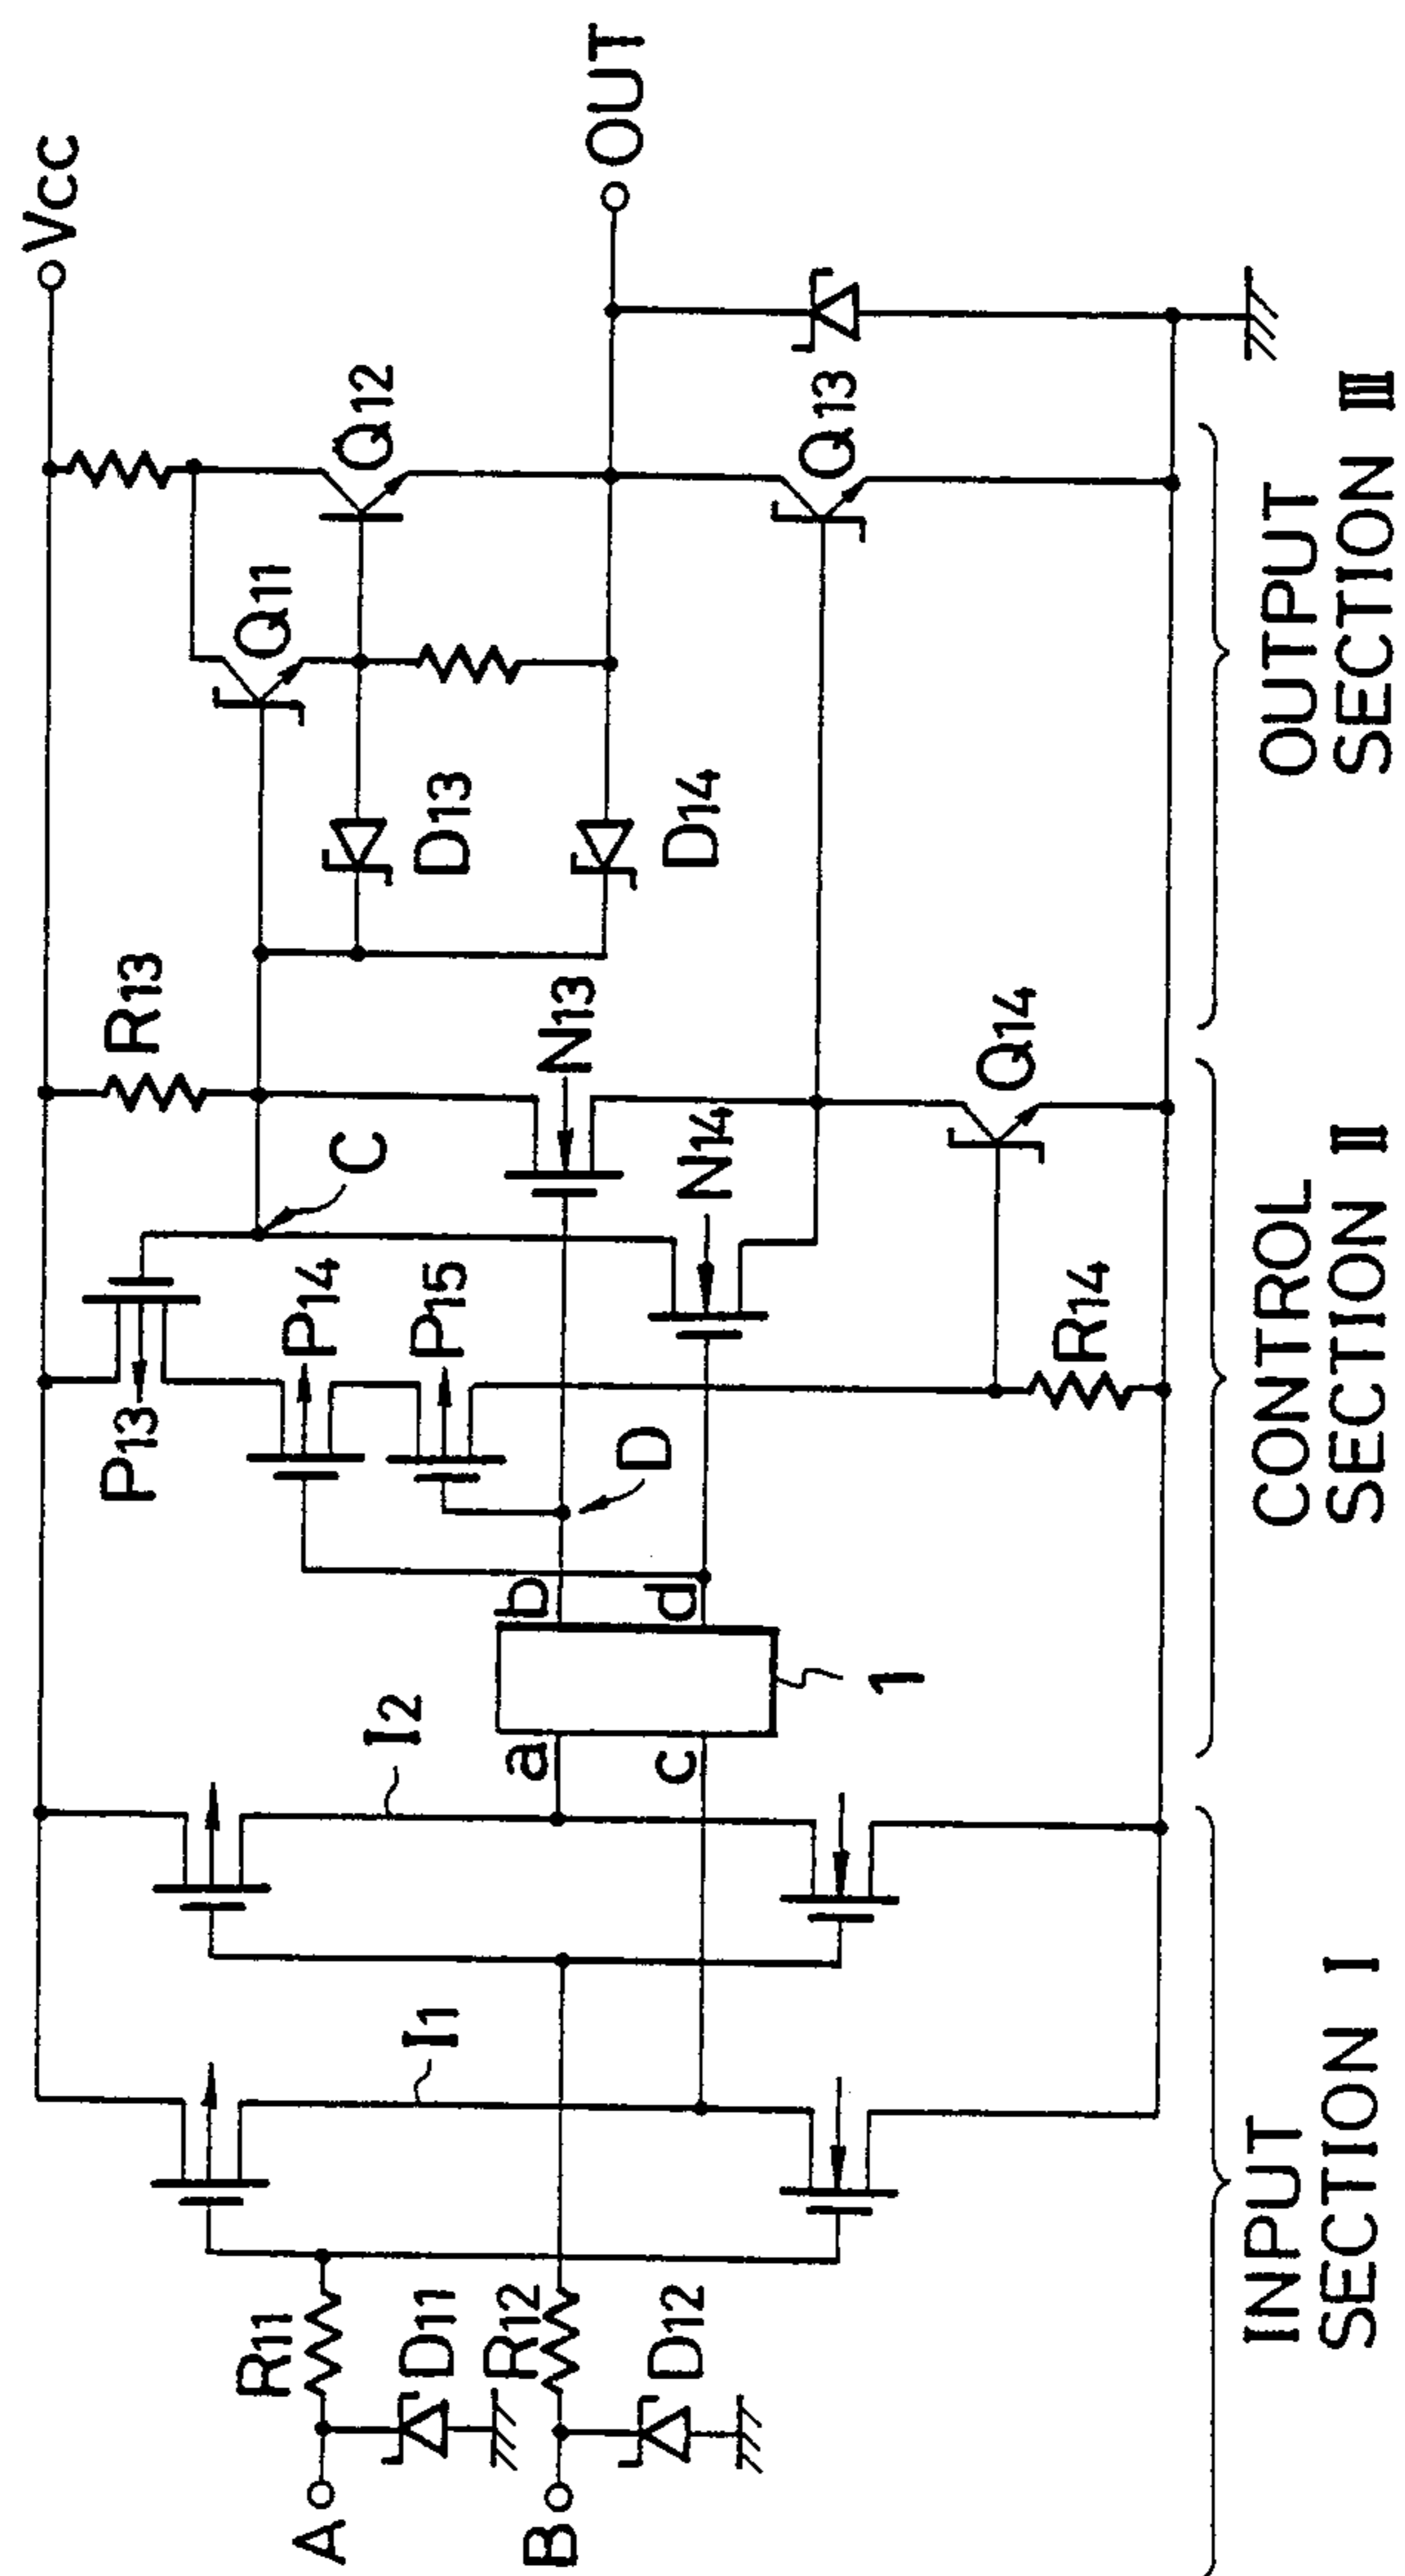 Vcc
OUT
Q12
Q11
Q13
D13
D14
R13
N13
C
N14
Q14
P13
P14
P15
D
R14
b
d
1
a
c
I2
I1
R11
D11
R12
D12
A
B
INPUT
SECTION I
CONTROL
SECTION II
OUTPUT
SECTION III